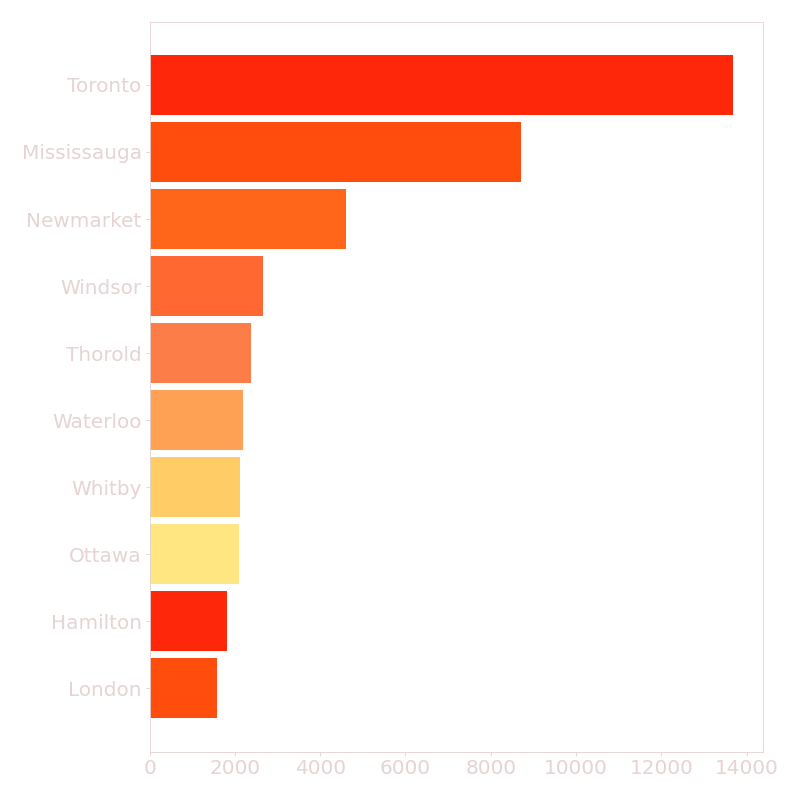 Toronto
Mississauga
Newmarket
Windsor
Thorold
Waterloo
Whitby
Ottawa
Hamilton
London
0 2000 4000 6000 8000 10000 12000 14000